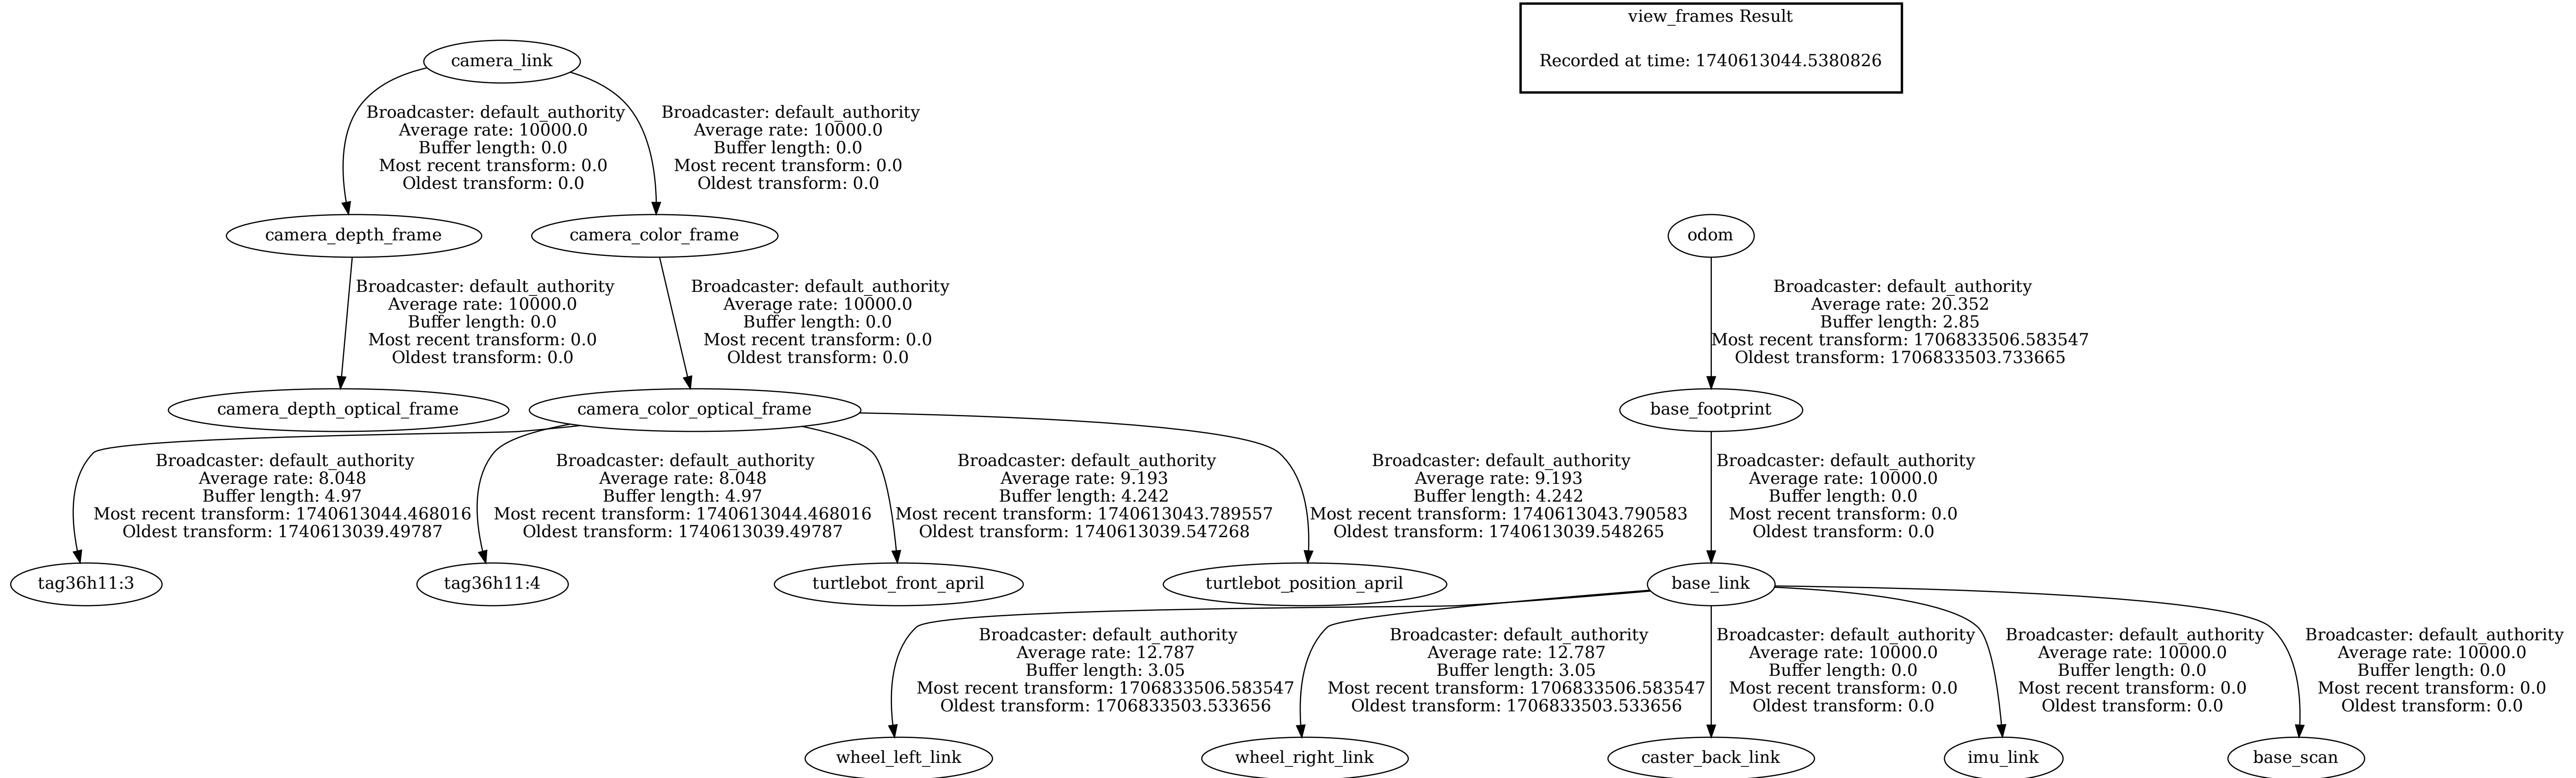 view_frames Result
Recorded at time: 1740613044.5380826
camera_link
Broadcaster: default_authority
Average rate: 10000.0
Buffer length: 0.0
Most recent transform: 0.0
Oldest transform: 0.0
Broadcaster: default_authority
Average rate: 10000.0
Buffer length: 0.0
Most recent transform: 0.0
Oldest transform: 0.0
camera_depth_frame
camera_color_frame
odom
Broadcaster: default_authority
Average rate: 10000.0
Buffer length: 0.0
Most recent transform: 0.0
Oldest transform: 0.0
Broadcaster: default_authority
Average rate: 10000.0
Buffer length: 0.0
Most recent transform: 0.0
Oldest transform: 0.0
Broadcaster: default_authority
Average rate: 20.352
Buffer length: 2.85
Most recent transform: 1706833506.583547
Oldest transform: 1706833503.733665
camera_depth_optical_frame
camera_color_optical_frame
base_footprint
Broadcaster: default_authority
Average rate: 8.048
Buffer length: 4.97
Most recent transform: 1740613044.468016
Oldest transform: 1740613039.49787
Broadcaster: default_authority
Average rate: 8.048
Buffer length: 4.97
Most recent transform: 1740613044.468016
Oldest transform: 1740613039.49787
Broadcaster: default_authority
Average rate: 9.193
Buffer length: 4.242
Most recent transform: 1740613043.789557
Oldest transform: 1740613039.547268
Broadcaster: default_authority
Average rate: 9.193
Buffer length: 4.242
Most recent transform: 1740613043.790583
Oldest transform: 1740613039.548265
Broadcaster: default_authority
Average rate: 10000.0
Buffer length: 0.0
Most recent transform: 0.0
Oldest transform: 0.0
tag36h11:3
tag36h11:4
turtlebot_front_april
turtlebot_position_april
base_link
Broadcaster: default_authority
Average rate: 12.787
Buffer length: 3.05
Most recent transform: 1706833506.583547
Oldest transform: 1706833503.533656
Broadcaster: default_authority
Average rate: 12.787
Buffer length: 3.05
Most recent transform: 1706833506.583547
Oldest transform: 1706833503.533656
Broadcaster: default_authority
Average rate: 10000.0
Buffer length: 0.0
Most recent transform: 0.0
Oldest transform: 0.0
Broadcaster: default_authority
Average rate: 10000.0
Buffer length: 0.0
Most recent transform: 0.0
Oldest transform: 0.0
Broadcaster: default_authority
Average rate: 10000.0
Buffer length: 0.0
Most recent transform: 0.0
Oldest transform: 0.0
wheel_left_link
wheel_right_link
caster_back_link
imu_link
base_scan